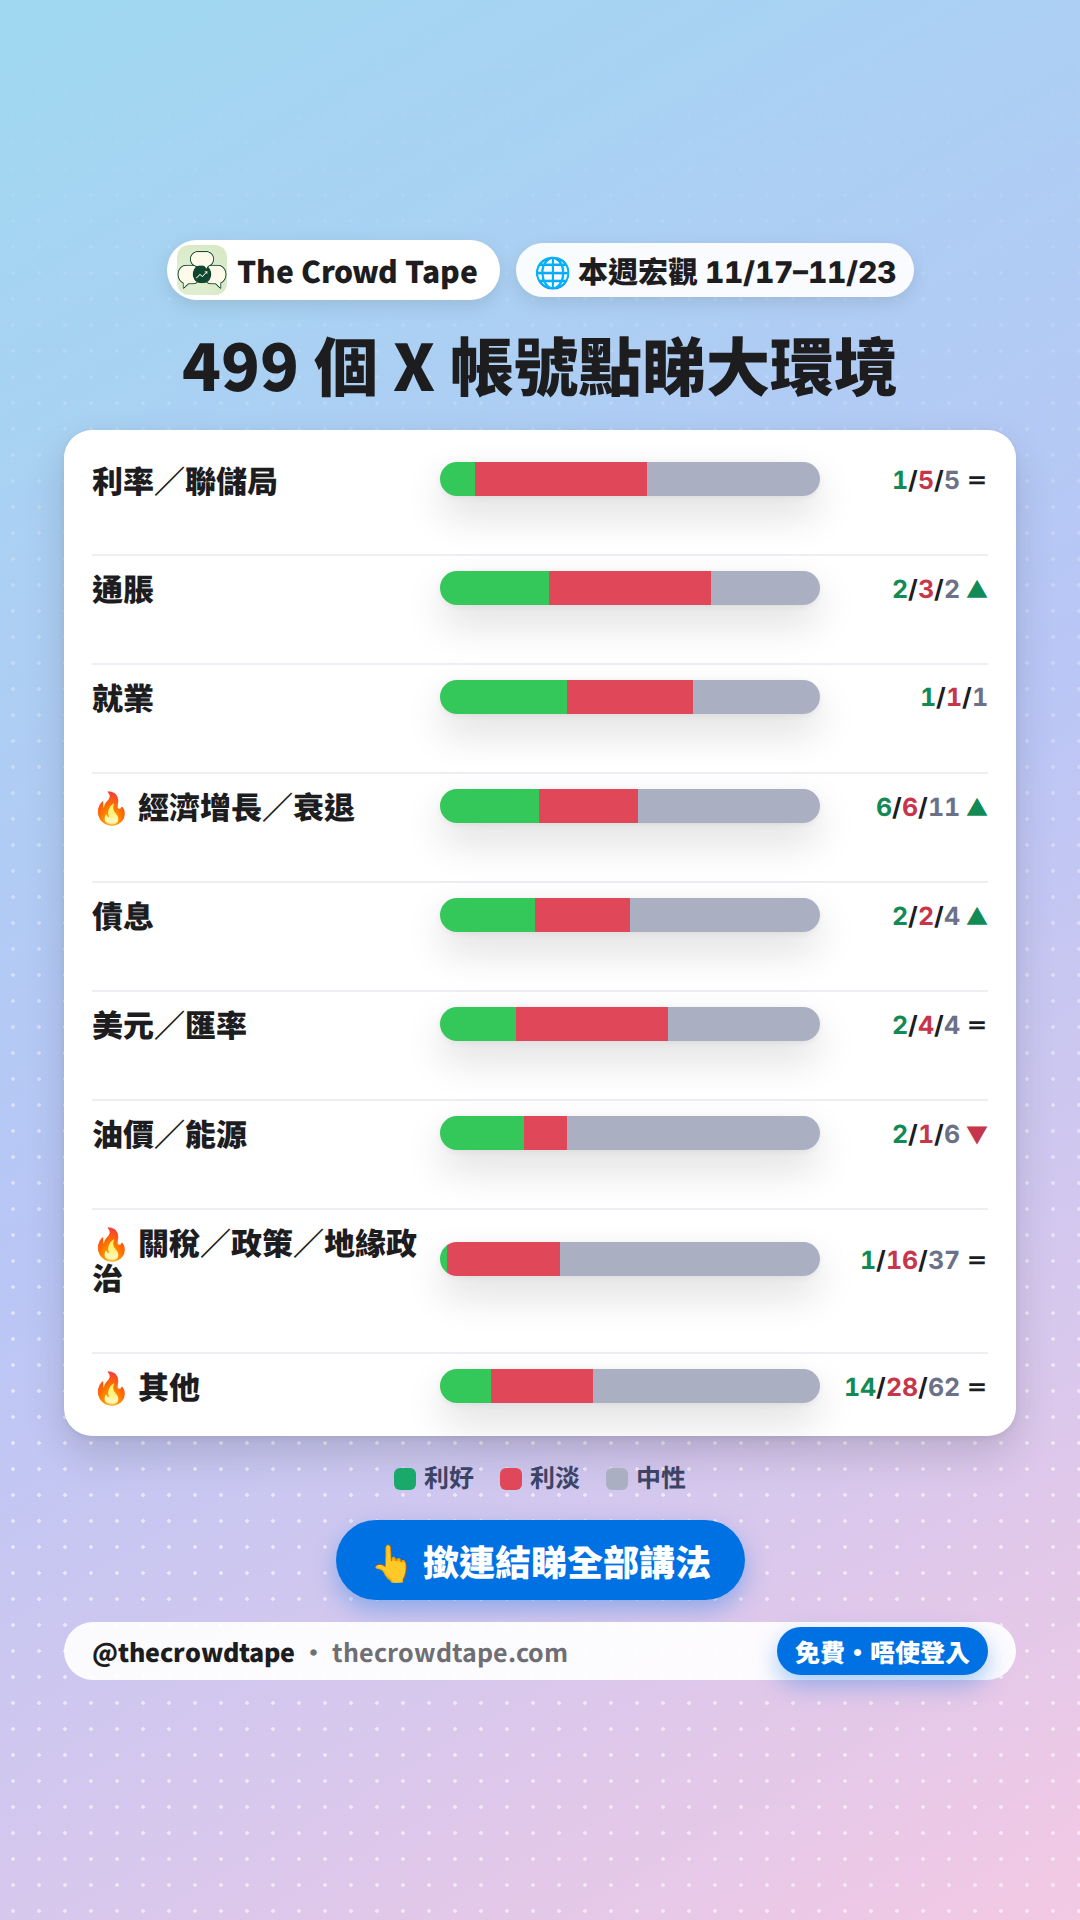 The Crowd Tape
🌐 本週宏觀 11/17–11/23
499 個 X 帳號點睇大環境
利率／聯儲局 1/5/5 =
通脹 2/3/2 ▲
就業 1/1/1
🔥 經濟增長／衰退 6/6/11 ▲
債息 2/2/4 ▲
美元／匯率 2/4/4 =
油價／能源 2/1/6 ▼
🔥 關稅／政策／地緣政
治 1/16/37 =
🔥 其他 14/28/62 =
利好 利淡 中性
👆 撳連結睇全部講法
@thecrowdtape · thecrowdtape.com
免費・唔使登入